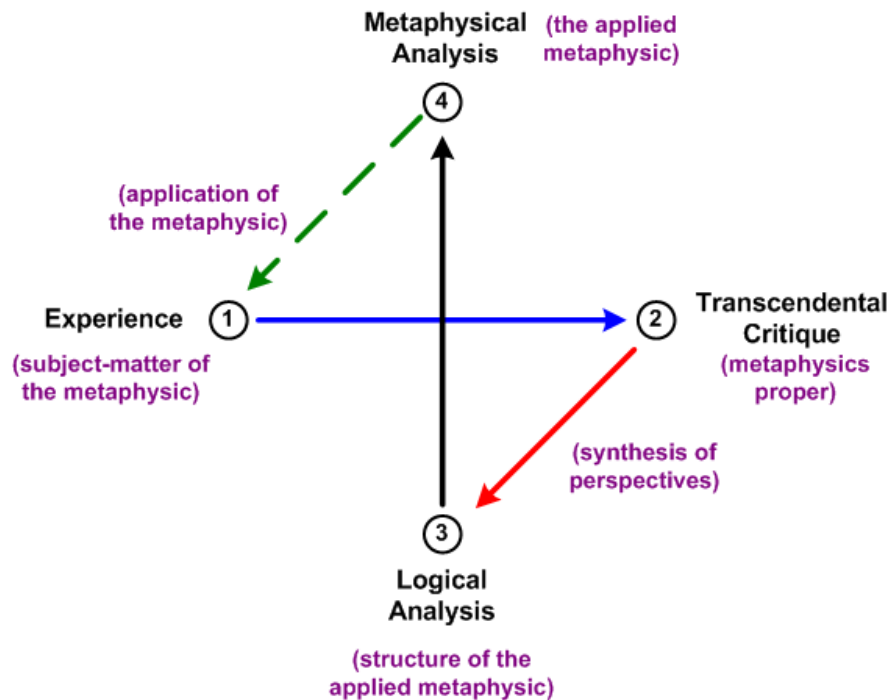 Metaphysical
Analysis
(the applied
metaphysic)
4
(application of
the metaphysic)
Experience
1
(subject-matter of
the metaphysic)
2
Transcendental
Critique
(metaphysics
proper)
(synthesis of
perspectives)
3
Logical
Analysis
(structure of the
applied metaphysic)